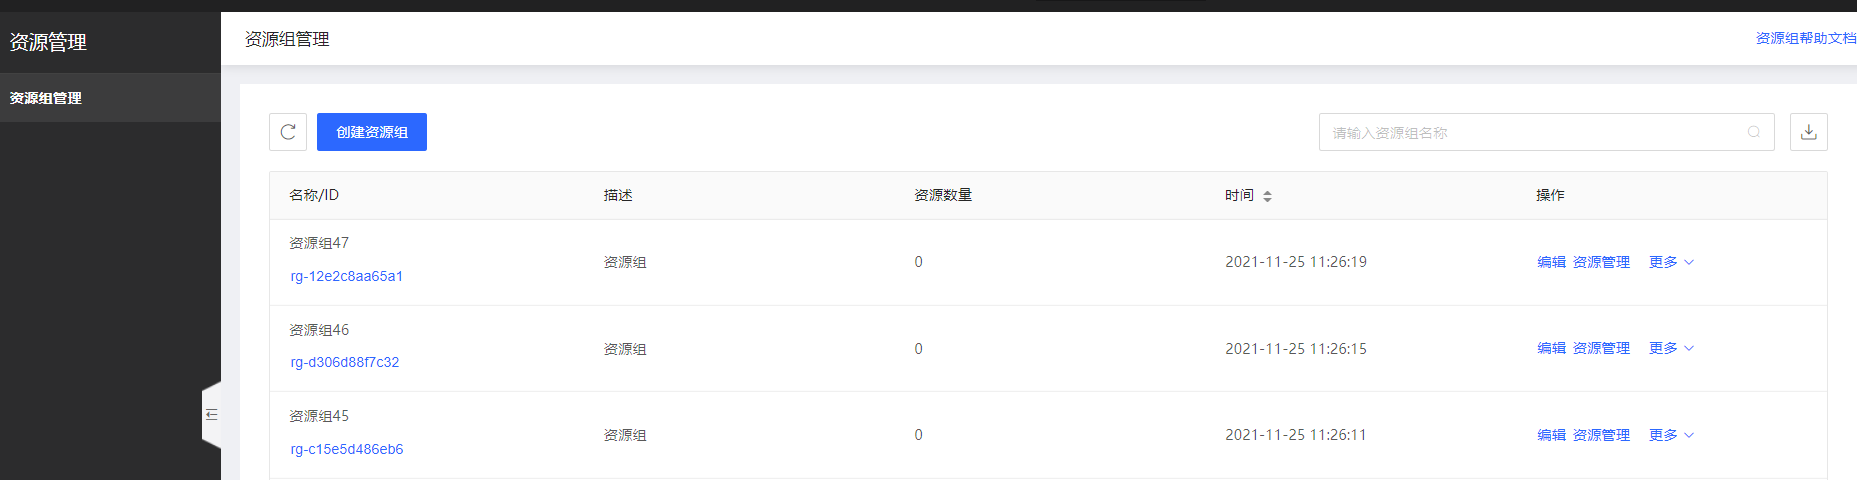 资源管理
资源组管理
资源组管理
资源组帮助文档
创建资源组
请输入资源组名称
名称/ID 描述 资源数量 时间 操作
资源组47
rg-12e2c8aa65a1 资源组 0 2021-11-25 11:26:19 编辑 资源管理 更多
资源组46
rg-d306d88f7c32 资源组 0 2021-11-25 11:26:15 编辑 资源管理 更多
资源组45
rg-c15e5d486eb6 资源组 0 2021-11-25 11:26:11 编辑 资源管理 更多